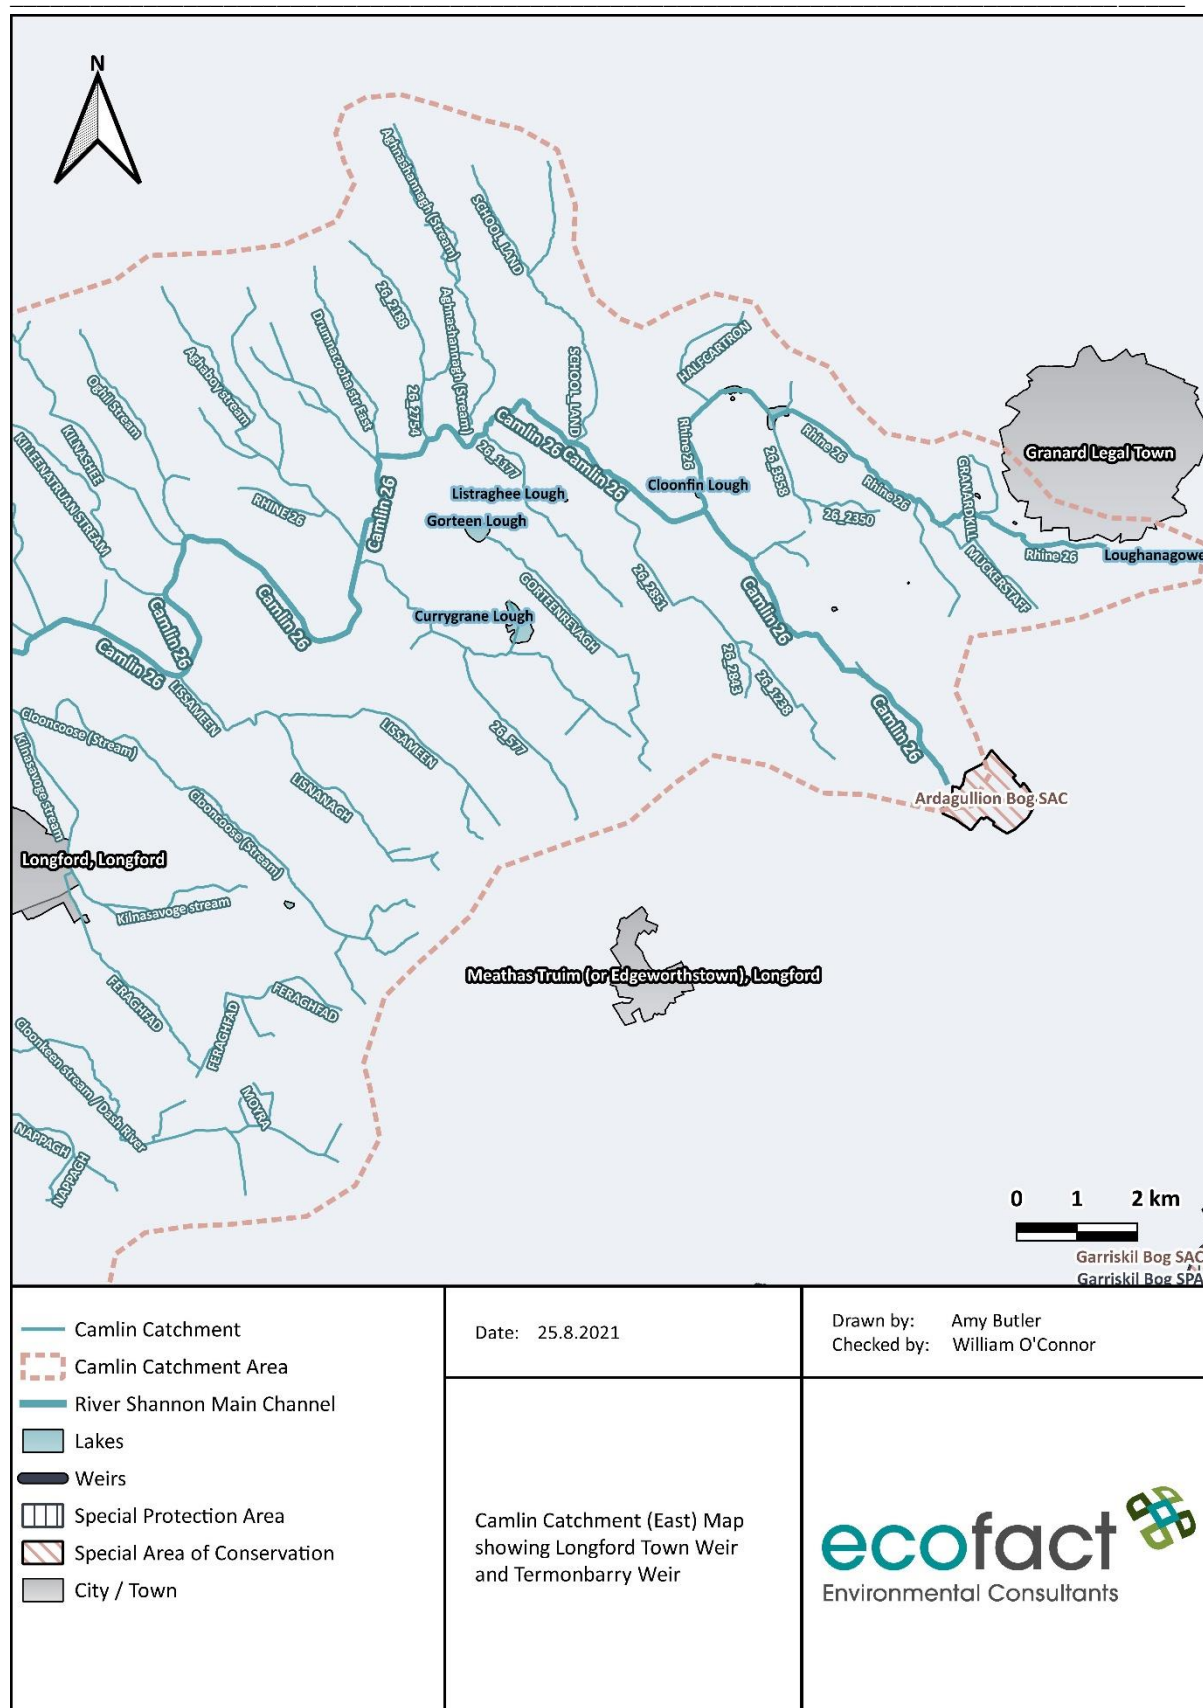 N
Aghnashannagh (Stream)
SCHOOL_LAND
26_2188
Drumnacooha str East
Aghnashannagh (Stream)
SCHOOL_LAND
HALFCARTRON
Aghaboy stream
Oghil Stream
26_2754
KILNASHEE
KILLEENATRUAN STREAM
Camlin 26
Camlin 26
Rhine 26
Rhine 26
Granard Legal Town
26_1377
26_3898
Rhine 26
GRANARDKILL
Listraghee Lough
Cloonfin Lough
RHINE 26
Camlin 26
Gorteen Lough
26_2350
Rhine 26
Loughanagowe
MUCKERSTAFF
26_2851
GORTEENREVAGH
Currygrane Lough
Camlin 26
Camlin 26
Camlin 26
Camlin 26
26_2843
26_1238
LISSAMEEN
LISSAMEEN
26_577
Camlin 26
Clooncoose (Stream)
Kilnasavoge stream
LISNANAGH
Ardagullion Bog SAC
Clooncoose (Stream)
Longford, Longford
Kilnasavoge stream
Meathas Truim (or Edgeworthstown), Longford
FERAGHFAD
FERAGHFAD
FERAGHFAD
Cloonkeen stream / Dash River
MOYRA
NAPPAGH
NAPPAGH
0 1 2 km
Garriskil Bog SAC
Garriskil Bog SPA
Camlin Catchment
Camlin Catchment Area
River Shannon Main Channel
Lakes
Weirs
Special Protection Area
Special Area of Conservation
City / Town
Date: 25.8.2021
Camlin Catchment (East) Map
showing Longford Town Weir
and Termonbarry Weir
Drawn by: Amy Butler
Checked by: William O'Connor
ecofact
Environmental Consultants